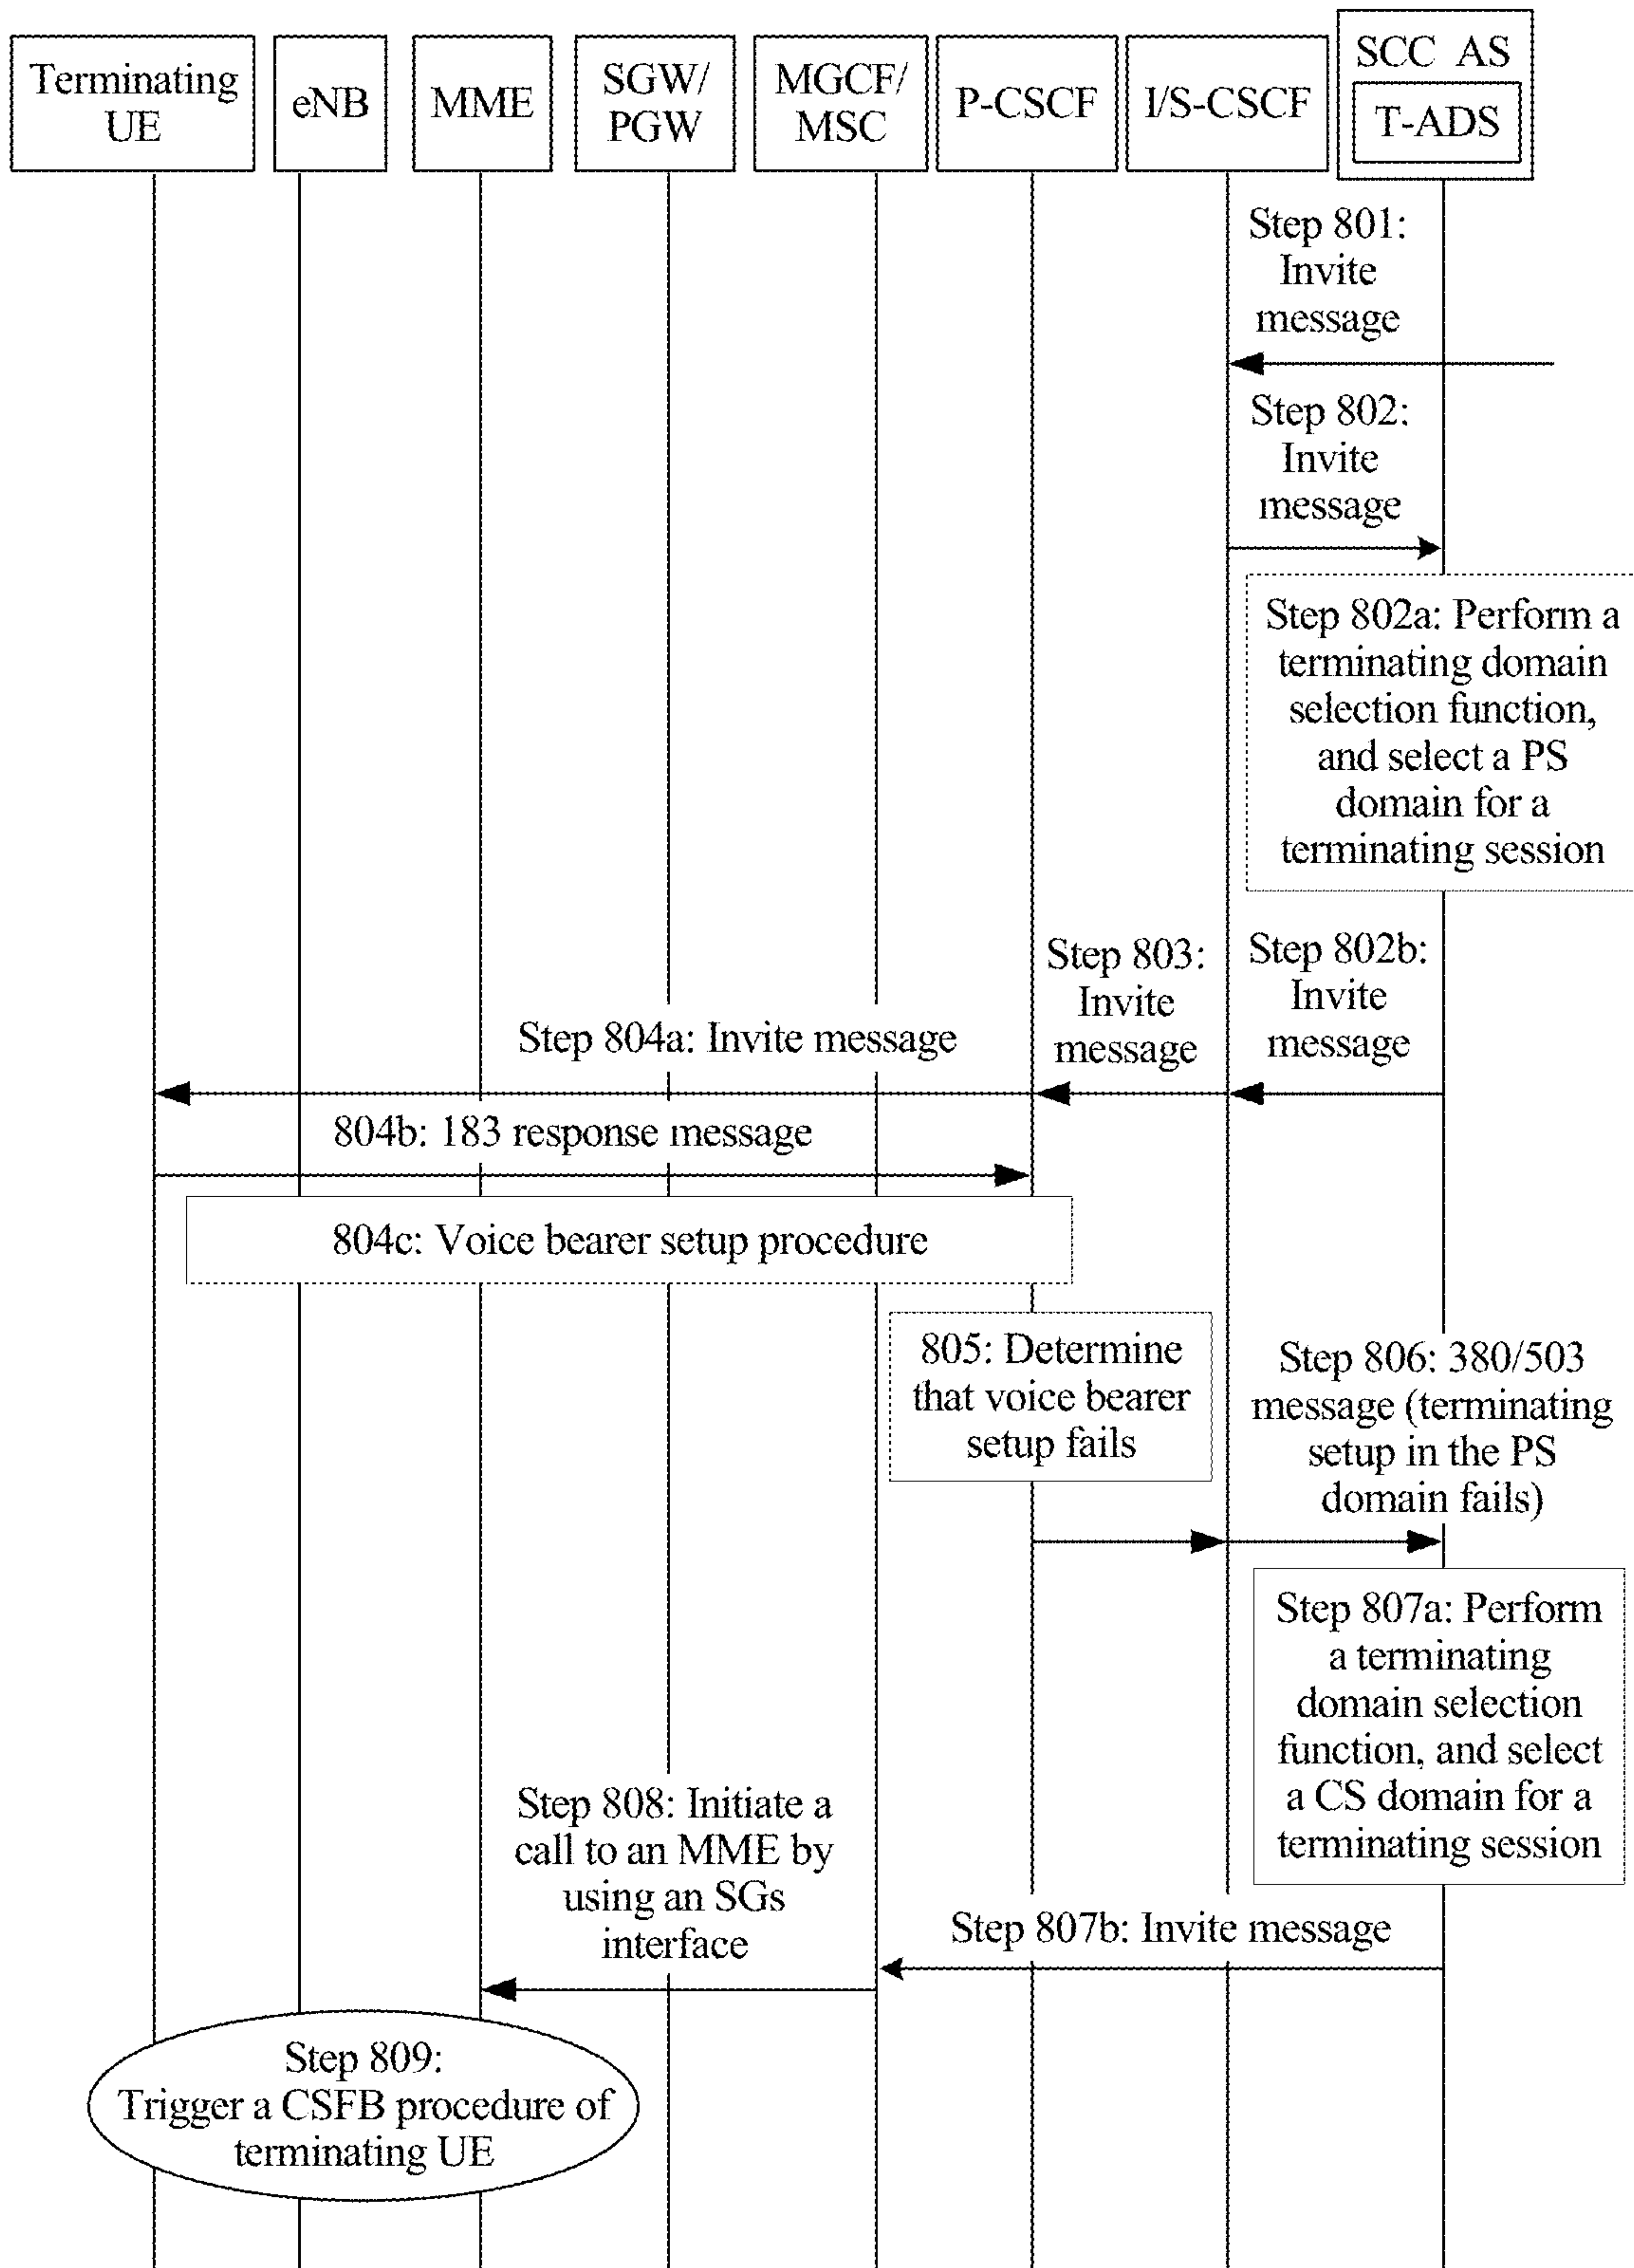 Terminating
UE
eNB
MME
SGW/
PGW
MGCF/
MSC
P-CSCF
I/S-CSCF
SCC AS
T-ADS
Step 801:
Invite
message
Step 802:
Invite
message
Step 802a: Perform a
terminating domain
selection function,
and select a PS
domain for a
terminating session
Step 802b:
Invite
message
Step 803:
Invite
message
Step 804a: Invite message
804b: 183 response message
804c: Voice bearer setup procedure
805: Determine
that voice bearer
setup fails
Step 806: 380/503
message (terminating
setup in the PS
domain fails)
Step 807a: Perform
a terminating
domain selection
function, and select
a CS domain for a
terminating session
Step 807b: Invite message
Step 808: Initiate a
call to an MME by
using an SGs
interface
Step 809:
Trigger a CSFB procedure of
terminating UE